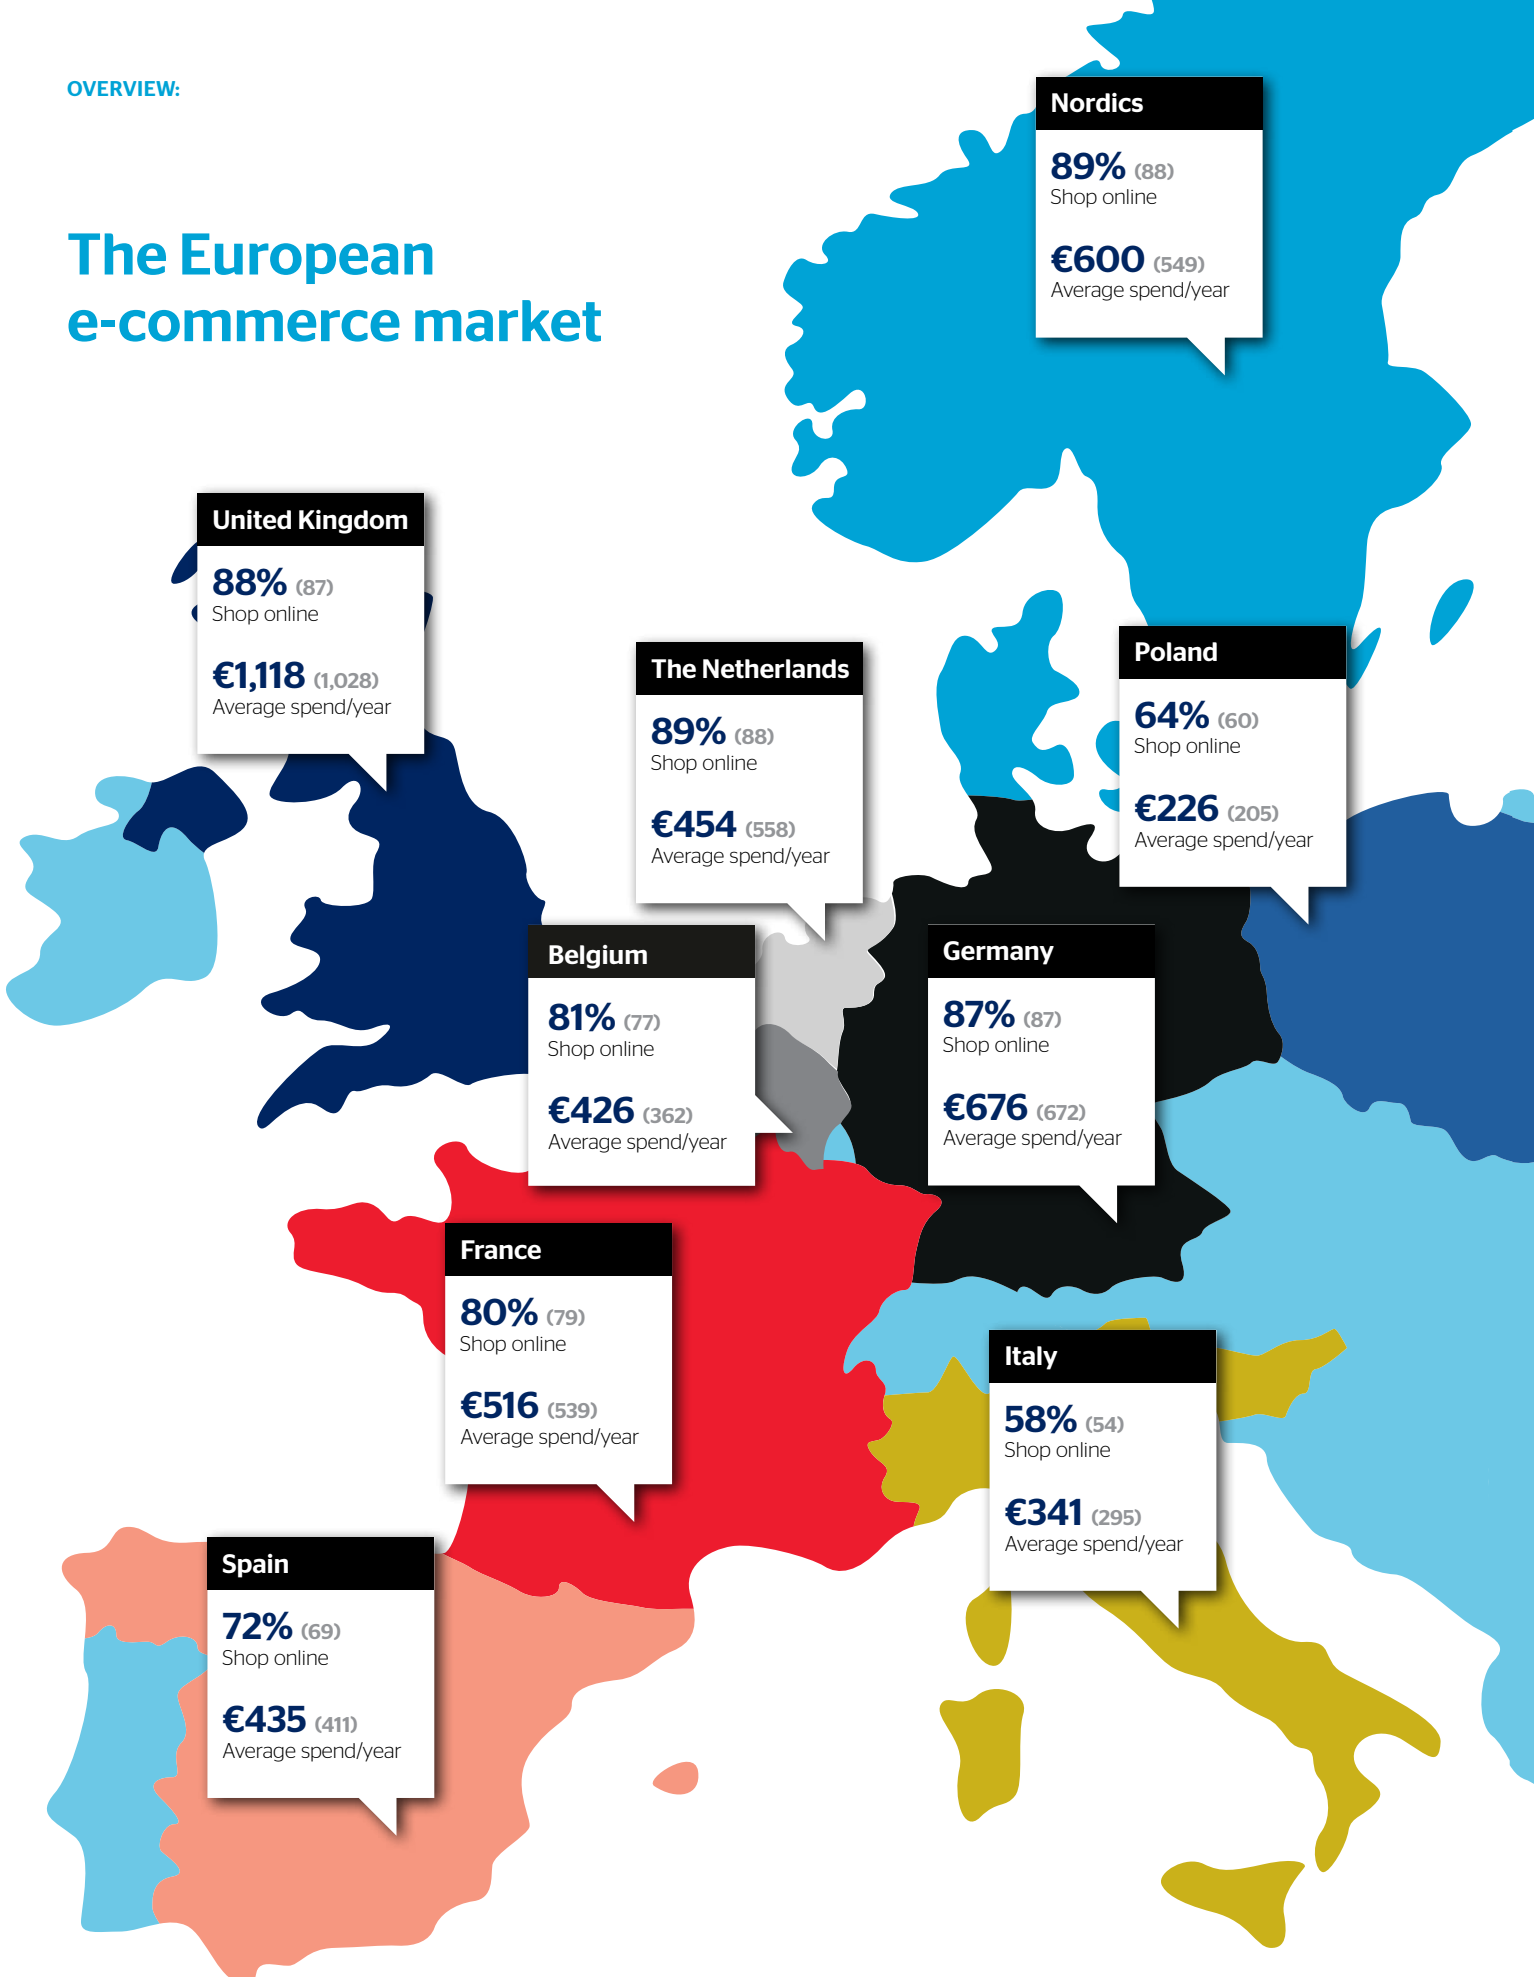 OVERVIEW:
The European
e-commerce market
Nordics
89% (88)
Shop online
€600 (549)
Average spend/year
United Kingdom
88% (87)
Shop online
€1,118 (1,028)
Average spend/year
The Netherlands
89% (88)
Shop online
€454 (558)
Average spend/year
Poland
64% (60)
Shop online
€226 (205)
Average spend/year
Belgium
81% (77)
Shop online
€426 (362)
Average spend/year
Germany
87% (87)
Shop online
€676 (672)
Average spend/year
France
80% (79)
Shop online
€516 (539)
Average spend/year
Italy
58% (54)
Shop online
€341 (295)
Average spend/year
Spain
72% (69)
Shop online
€435 (411)
Average spend/year